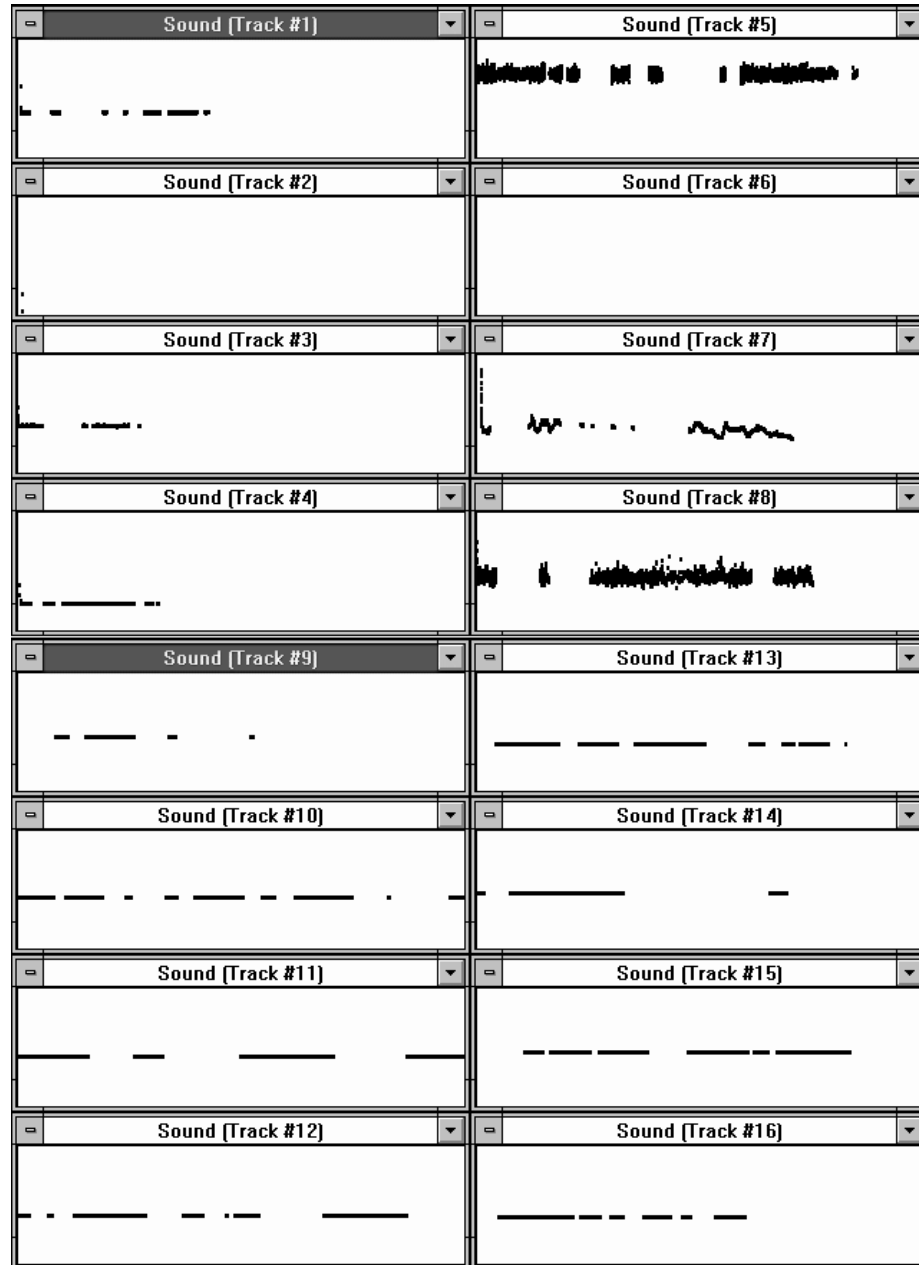 Sound (Track #1)
Sound (Track #5)
Sound (Track #2)
Sound (Track #6)
Sound (Track #3)
Sound (Track #7)
Sound (Track #4)
Sound (Track #8)
Sound (Track #9)
Sound (Track #13)
Sound (Track #10)
Sound (Track #14)
Sound (Track #11)
Sound (Track #15)
Sound (Track #12)
Sound (Track #16)